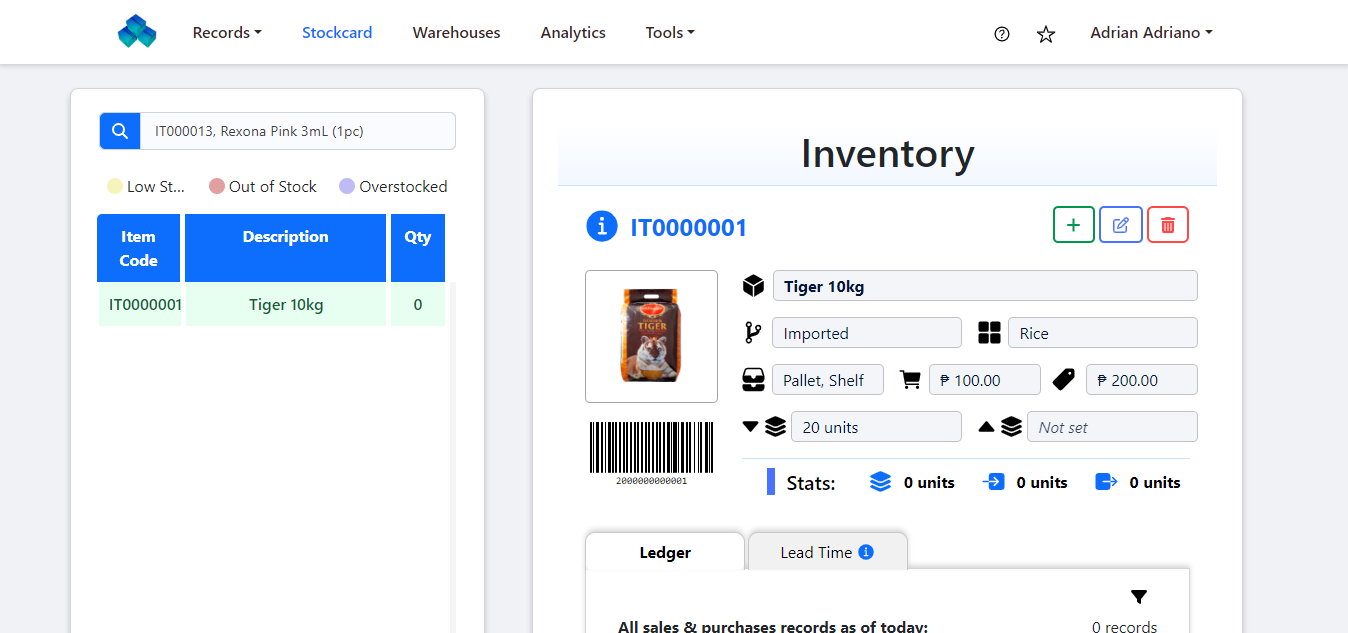 Records Stockcard Warehouses Analytics Tools Adrian Adriano
IT000013, Rexona Pink 3mL (1pc)
Low St... Out of Stock Overstocked
Item Code Description Qty
IT0000001 Tiger 10kg 0
Inventory
IT0000001
Tiger 10kg
Imported Rice
Pallet, Shelf ₱ 100.00 ₱ 200.00
20 units Not set
TIGER
2000000000001
Stats: 0 units 0 units 0 units
Ledger Lead Time
All sales & purchases records as of today: 0 records